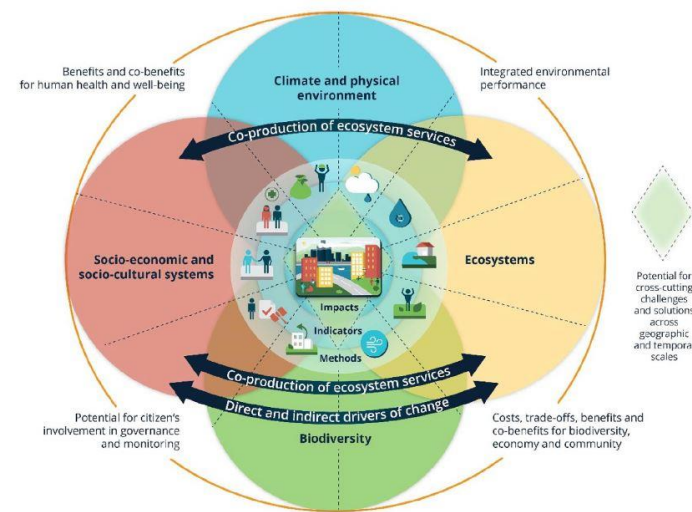 Benefits and co-benefits
for human health and well-being
Integrated environmental
performance
Climate and physical
environment
Co-production of ecosystem services
Socio-economic and
socio-cultural systems
Ecosystems
Impacts
Indicators
Methods
Potential for
cross-cutting
challenges
and solutions
across
geographic
and temporal
scales
Co-production of ecosystem services
Direct and indirect drivers of change
Biodiversity
Potential for citizen's
involvement in governance
and monitoring
Costs, trade-offs, benefits and
co-benefits for biodiversity,
economy and community